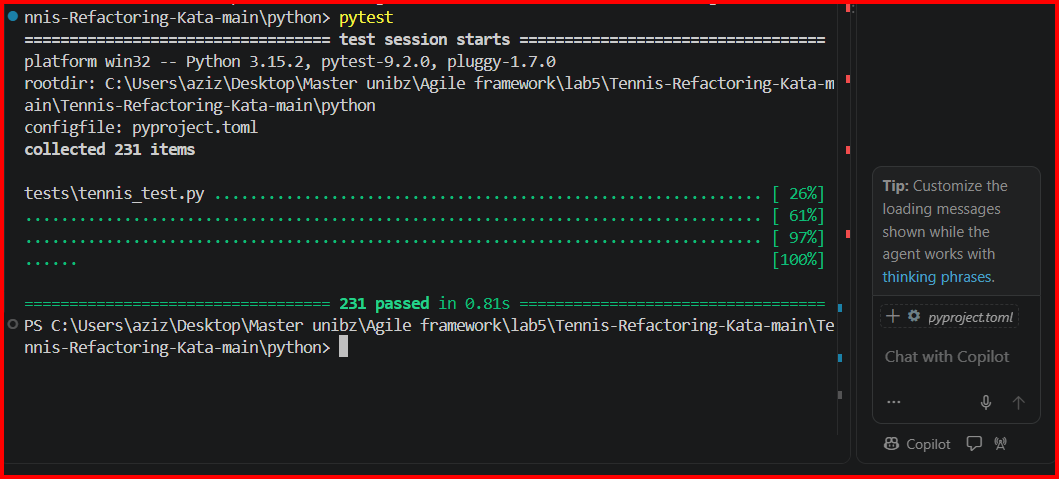 nnis-Refactoring-Kata-main\python> pytest
================================== test session starts ==================================
platform win32 -- Python 3.15.2, pytest-9.2.0, pluggy-1.7.0
rootdir: C:\Users\aziz\Desktop\Master unibz\Agile framework\lab5\Tennis-Refactoring-Kata-m
ain\Tennis-Refactoring-Kata-main\python
configfile: pyproject.toml
collected 231 items
tests\tennis_test.py ............................................................. [ 26%]
.................................................................................. [ 61%]
.................................................................................. [ 97%]
...... [100%]
================================== 231 passed in 0.81s ==================================
PS C:\Users\aziz\Desktop\Master unibz\Agile framework\lab5\Tennis-Refactoring-Kata-main\Te
nnis-Refactoring-Kata-main\python>
Tip: Customize the
loading messages
shown while the
agent works with
thinking phrases.
pyproject.toml
Chat with Copilot
...
Copilot